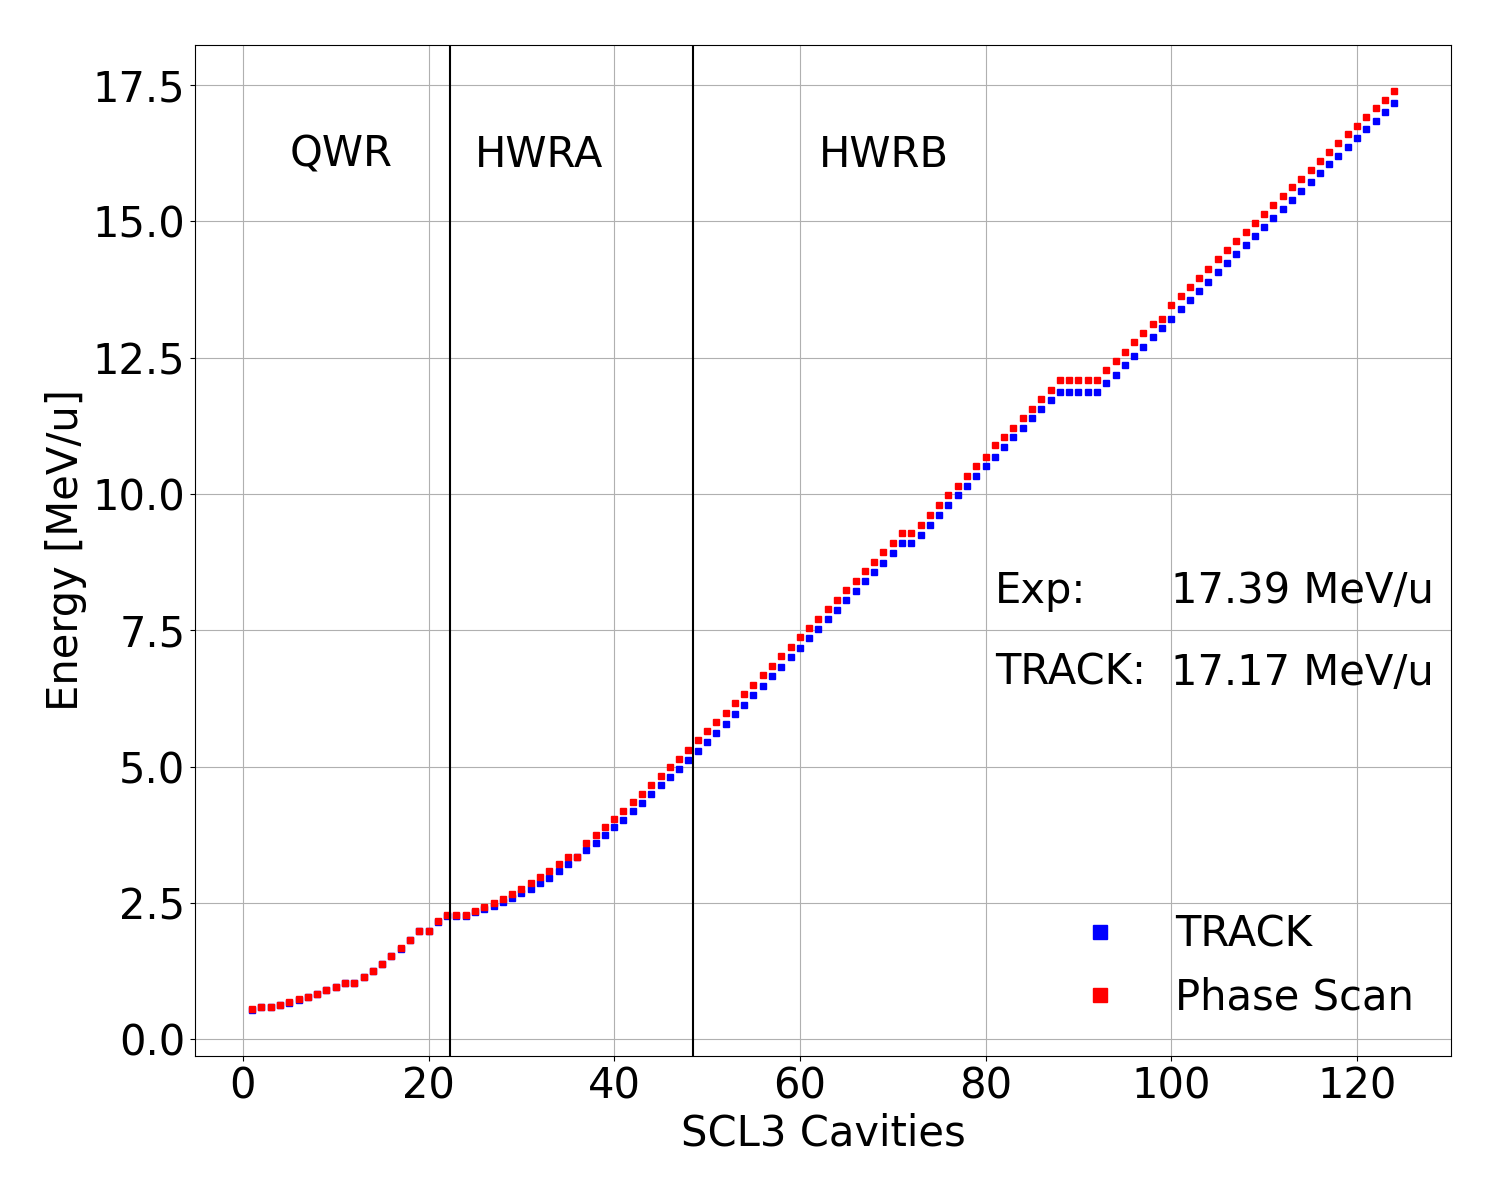 17.5
QWR HWRA HWRB
15.0
12.5
10.0
Energy [MeV/u]
Exp: 17.39 MeV/u
7.5
TRACK: 17.17 MeV/u
5.0
2.5
TRACK
Phase Scan
0.0
0 20 40 60 80 100 120
SCL3 Cavities